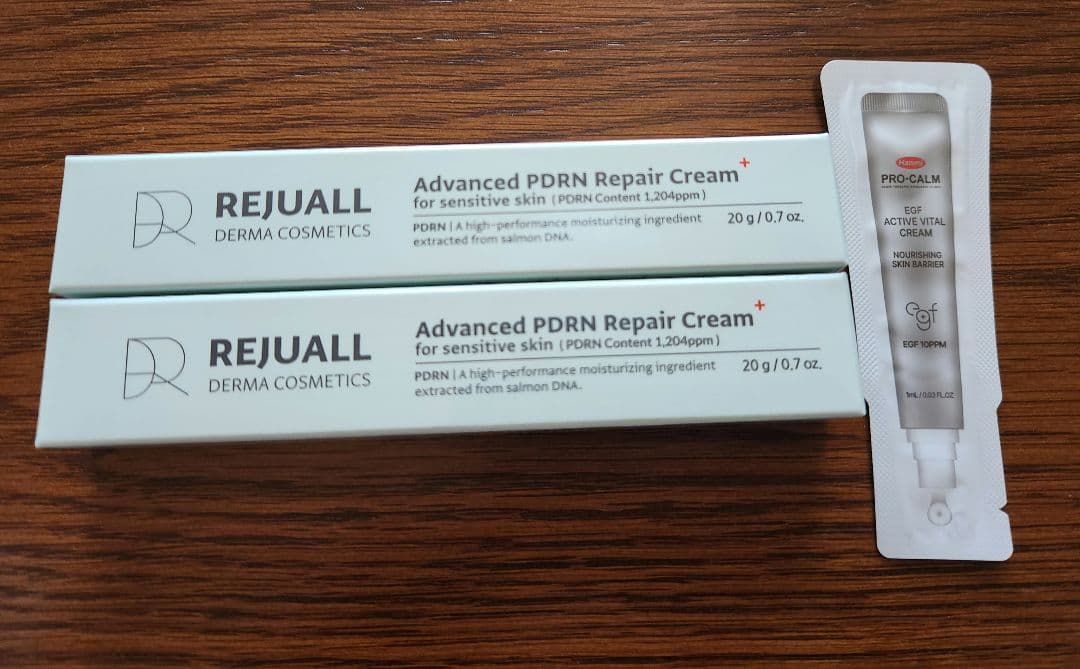 REJUALL
DERMA COSMETICS
Advanced PDRN Repair Cream+
for sensitive skin (PDRN Content 1,204ppm)
PDRN | A high-performance moisturizing ingredient
extracted from salmon DNA.
20 g / 0.7 oz.
REJUALL
DERMA COSMETICS
Advanced PDRN Repair Cream+
for sensitive skin (PDRN Content 1,204ppm)
PDRN | A high-performance moisturizing ingredient
extracted from salmon DNA.
20 g / 0.7 oz.
Hanmi
PRO-CALM
EGF
ACTIVE VITAL
CREAM
NOURISHING
SKIN BARRIER
egf
EGF 10PPM
1mL / 0.03 FL.OZ